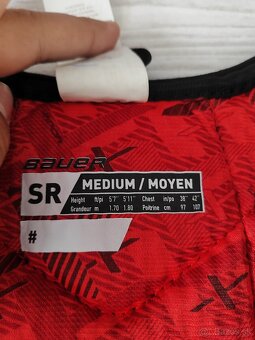 BAUER X
SR MEDIUM / MOYEN
Height ft/pi 5'7" 5'11" Chest in/po 38" 42"
Grandeur m 1.70 1.80 Poitrine cm 97 107
#